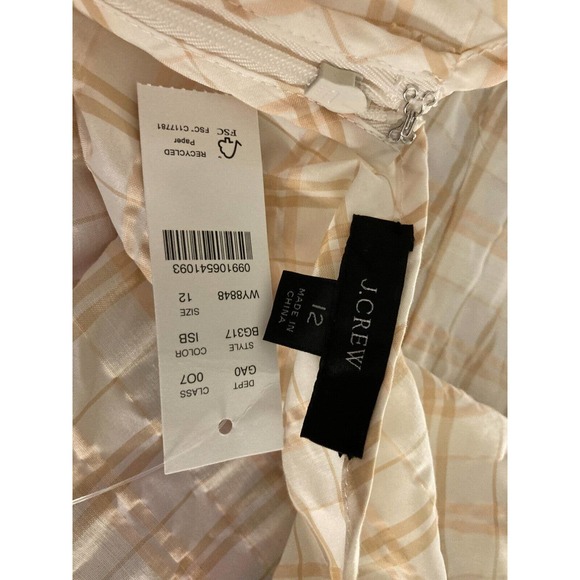 DEPT CLASS
GA0 0O7
STYLE COLOR
BG317 ISB
SIZE
WY8848 12
099106541093
RECYCLED
Paper
FSC
FSC® C117781
J.CREW
12
MADE IN
CHINA